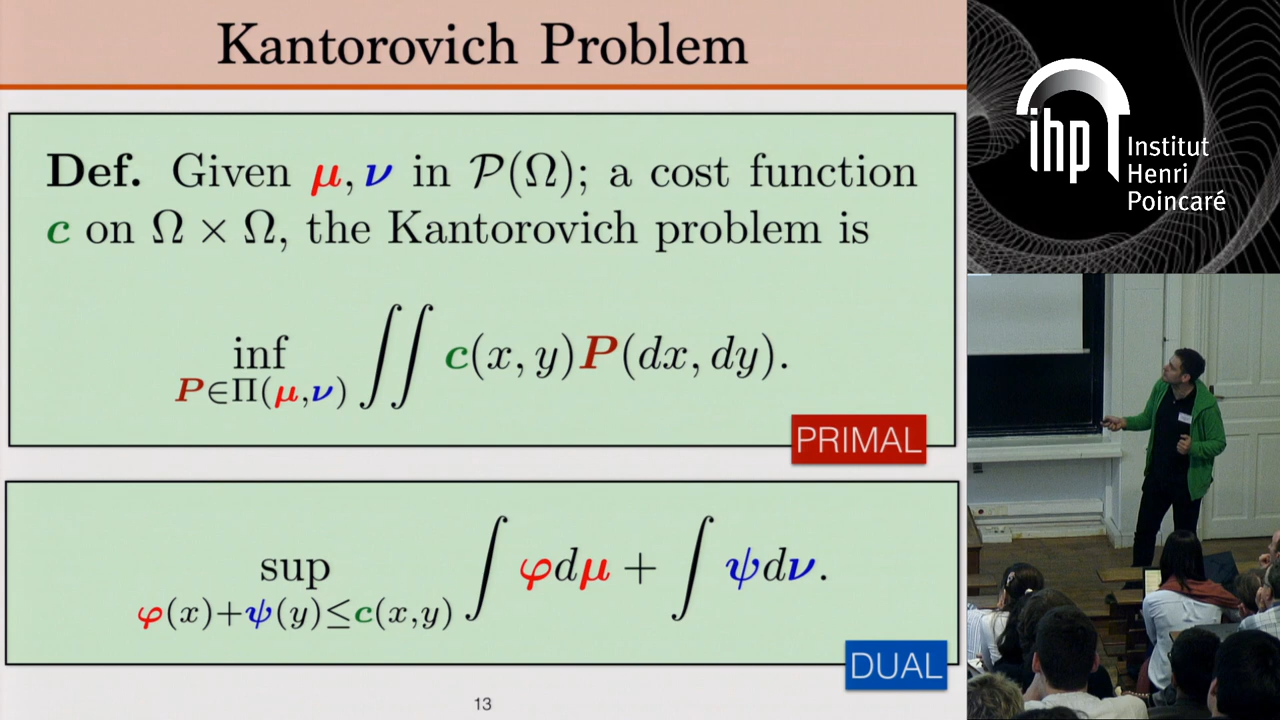 Kantorovich Problem
Def. Given μ, ν in 𝒫(Ω); a cost function
c on Ω × Ω, the Kantorovich problem is
inf ∬ c(x, y)P(dx, dy).
P∈Π(μ,ν)
PRIMAL
sup ∫ φdμ + ∫ ψdν.
φ(x)+ψ(y)≤c(x,y)
DUAL
13
ihp
Institut
Henri
Poincaré